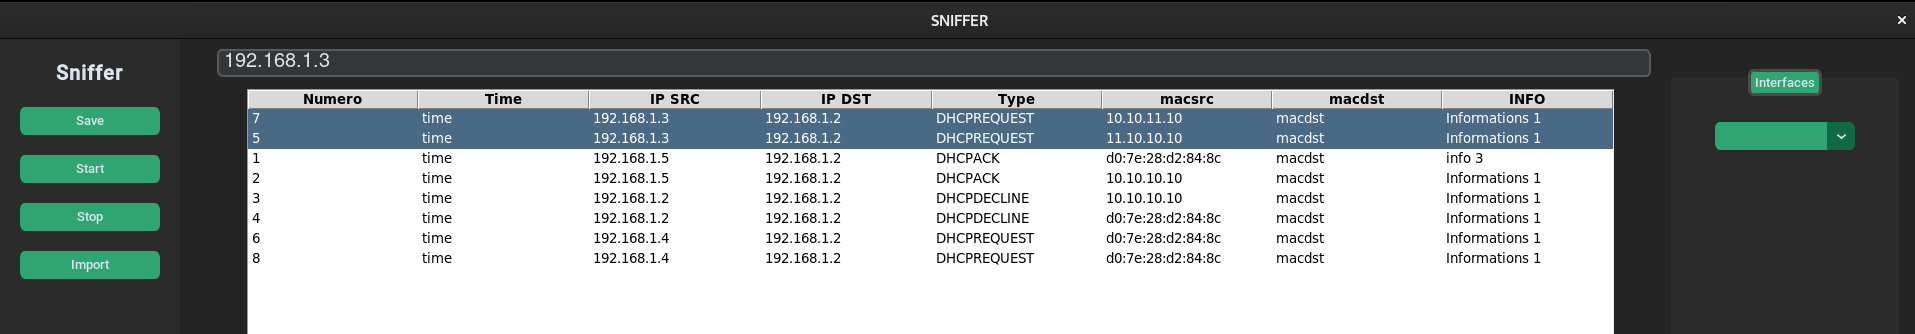 SNIFFER
Sniffer
Save
Start
Stop
Import
192.168.1.3
Numero Time IP SRC IP DST Type macsrc macdst INFO
7 time 192.168.1.3 192.168.1.2 DHCPREQUEST 10.10.11.10 macdst Informations 1
5 time 192.168.1.3 192.168.1.2 DHCPREQUEST 11.10.10.10 macdst Informations 1
1 time 192.168.1.5 192.168.1.2 DHCPACK d0:7e:28:d2:84:8c macdst info 3
2 time 192.168.1.5 192.168.1.2 DHCPACK 10.10.10.10 macdst Informations 1
3 time 192.168.1.2 192.168.1.2 DHCPDECLINE 10.10.10.10 macdst Informations 1
4 time 192.168.1.2 192.168.1.2 DHCPDECLINE d0:7e:28:d2:84:8c macdst Informations 1
6 time 192.168.1.4 192.168.1.2 DHCPREQUEST d0:7e:28:d2:84:8c macdst Informations 1
8 time 192.168.1.4 192.168.1.2 DHCPREQUEST d0:7e:28:d2:84:8c macdst Informations 1
Interfaces